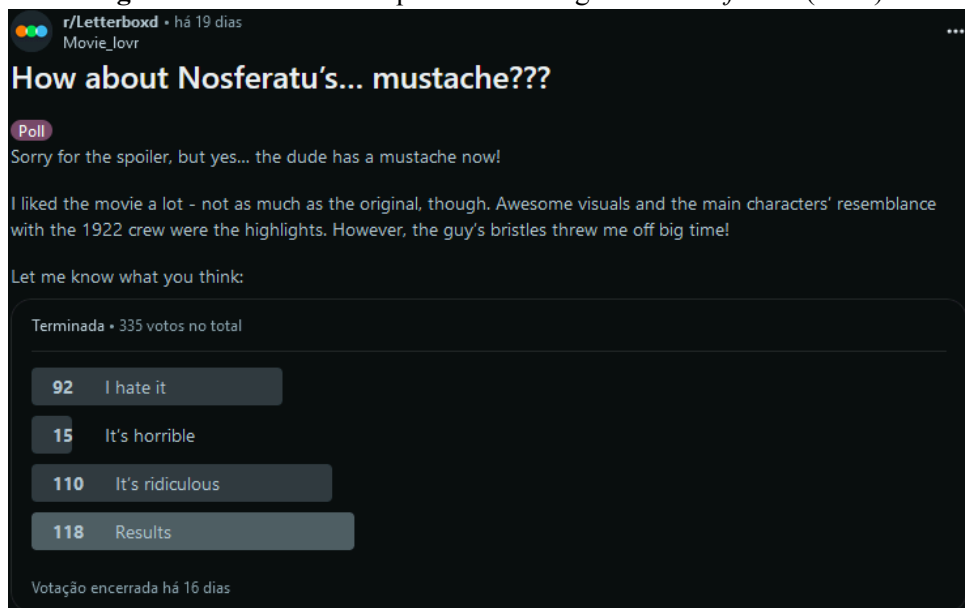 r/Letterboxd • há 19 dias
Movie_lovr
How about Nosferatu's... mustache???
Poll
Sorry for the spoiler, but yes... the dude has a mustache now!
I liked the movie a lot - not as much as the original, though. Awesome visuals and the main characters' resemblance
with the 1922 crew were the highlights. However, the guy's bristles threw me off big time!
Let me know what you think:
Terminada • 335 votos no total
92 I hate it
15 It's horrible
110 It's ridiculous
118 Results
Votação encerrada há 16 dias